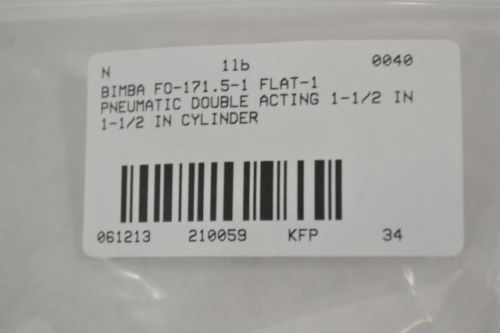 N 1lb 0040
BIMBA FO-171.5-1 FLAT-1
PNEUMATIC DOUBLE ACTING 1-1/2 IN
1-1/2 IN CYLINDER
061213 210059 KFP 34